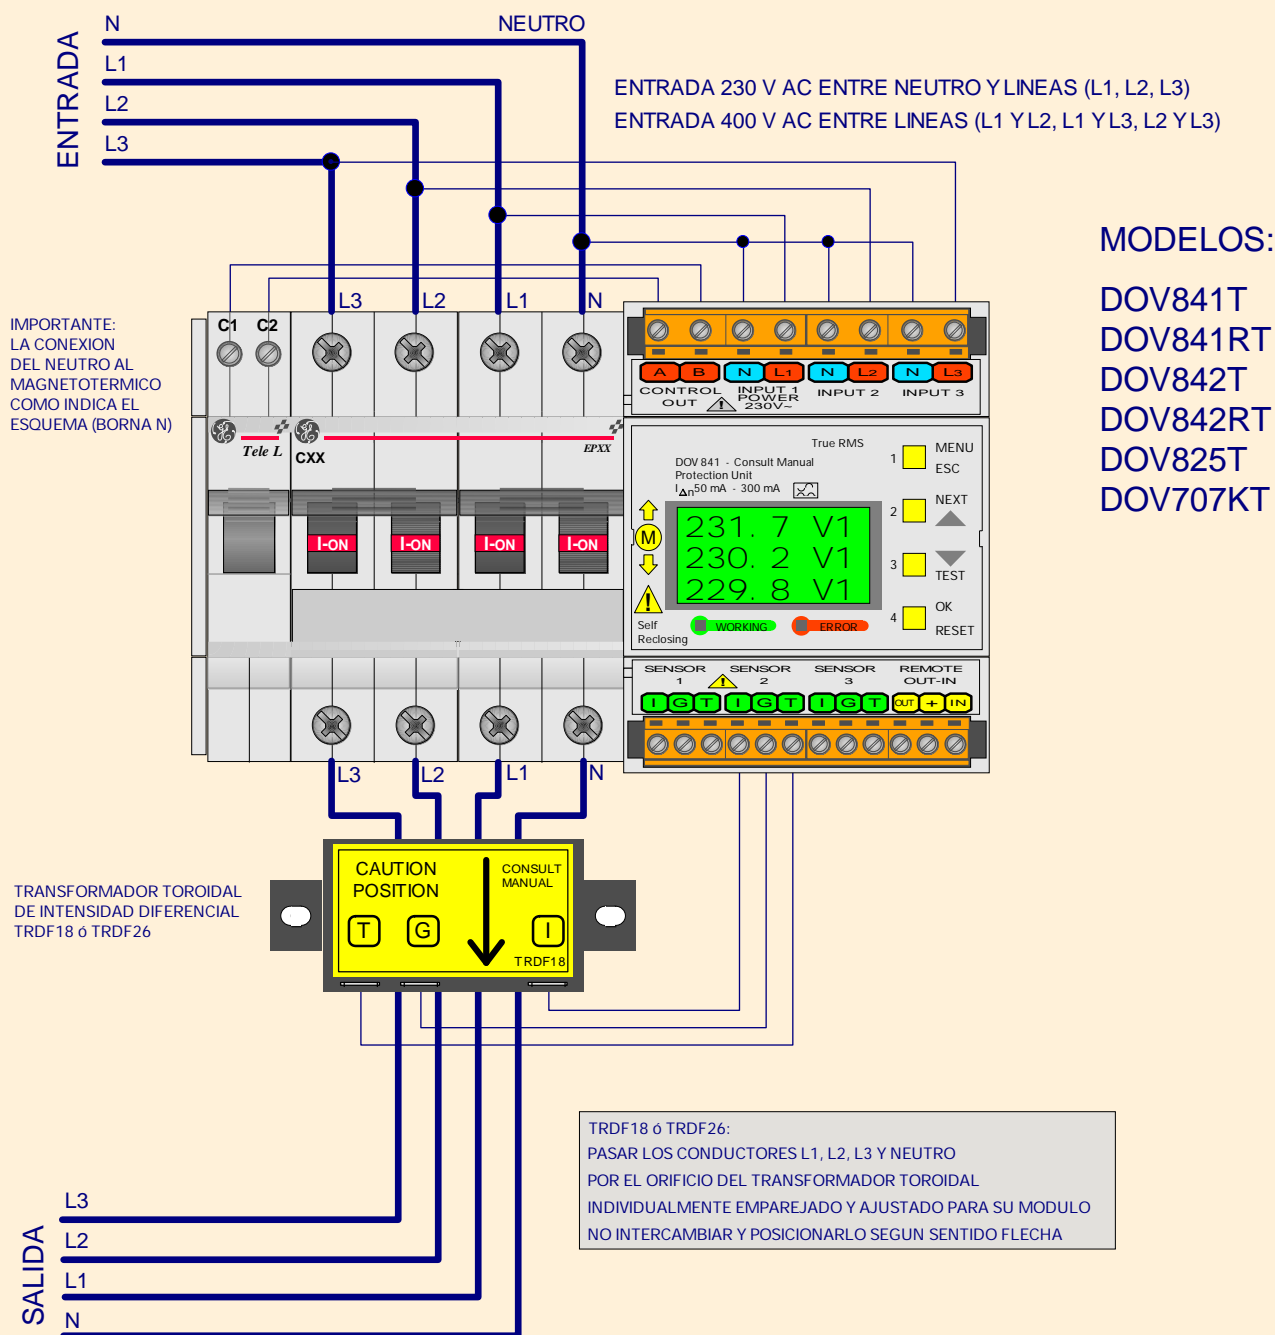 ENTRADA
N
L1
L2
L3
NEUTRO
ENTRADA 230 V AC ENTRE NEUTRO Y LINEAS (L1, L2, L3)
ENTRADA 400 V AC ENTRE LINEAS (L1 Y L2, L1 Y L3, L2 Y L3)
MODELOS:
DOV841T
DOV841RT
DOV842T
DOV842RT
DOV825T
DOV707KT
IMPORTANTE:
LA CONEXION
DEL NEUTRO AL
MAGNETOTERMICO
COMO INDICA EL
ESQUEMA (BORNA N)
L3 L2 L1 N
C1 C2
Tele L
CXX
EPXX
I-ON I-ON I-ON I-ON
A B N L1 N L2 N L3
CONTROL OUT
INPUT 1 POWER 230V~
INPUT 2
INPUT 3
True RMS
DOV 841 - Consult Manual
Protection Unit
IΔn50 mA - 300 mA
M
231. 7 V1
230. 2 V1
229. 8 V1
Self
Reclosing
WORKING
ERROR
1 MENU
ESC
2 NEXT
3 TEST
4 OK
RESET
SENSOR 1
SENSOR 2
SENSOR 3
REMOTE OUT-IN
I G T I G T I G T OUT + IN
L3 L2 L1 N
CAUTION
POSITION
CONSULT
MANUAL
T G I
TRDF18
TRANSFORMADOR TOROIDAL
DE INTENSIDAD DIFERENCIAL
TRDF18 ó TRDF26
TRDF18 ó TRDF26:
PASAR LOS CONDUCTORES L1, L2, L3 Y NEUTRO
POR EL ORIFICIO DEL TRANSFORMADOR TOROIDAL
INDIVIDUALMENTE EMPAREJADO Y AJUSTADO PARA SU MODULO
NO INTERCAMBIAR Y POSICIONARLO SEGUN SENTIDO FLECHA
SALIDA
L3
L2
L1
N